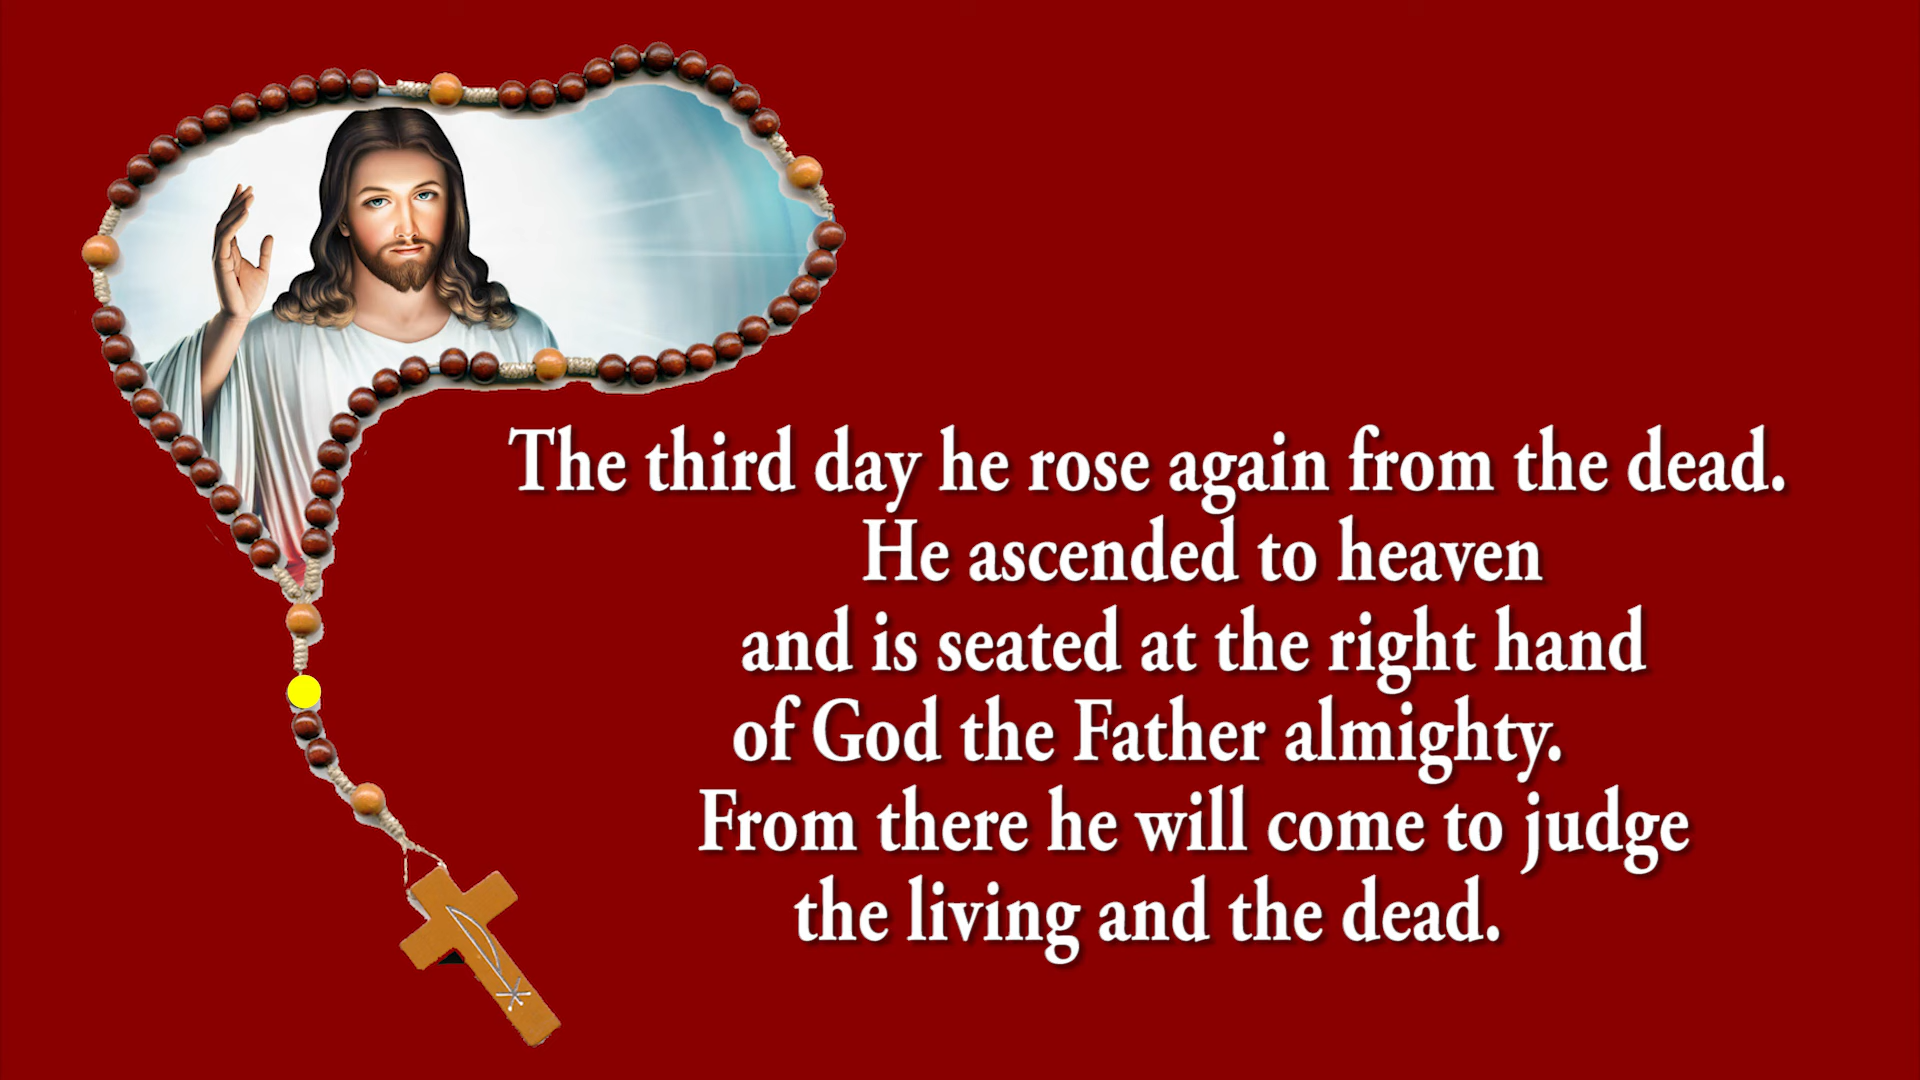 The third day he rose again from the dead.
He ascended to heaven
and is seated at the right hand
of God the Father almighty.
From there he will come to judge
the living and the dead.